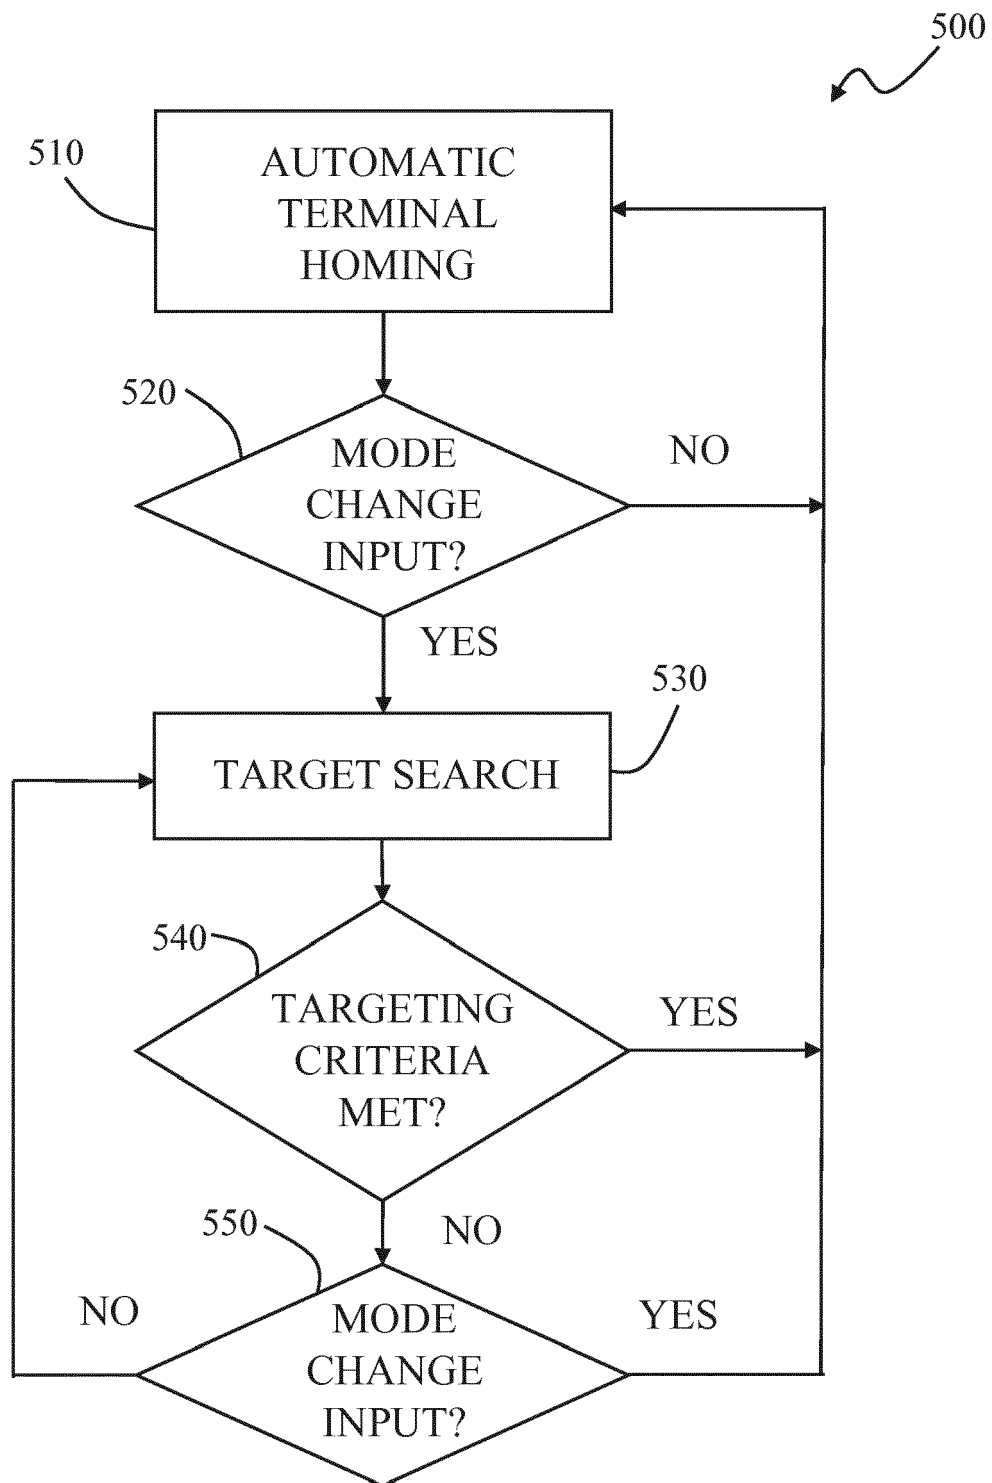 500
510
AUTOMATIC
TERMINAL
HOMING
520
MODE
CHANGE
INPUT?
NO
YES
530
TARGET SEARCH
540
TARGETING
CRITERIA
MET?
YES
NO
550
NO
MODE
CHANGE
INPUT?
YES